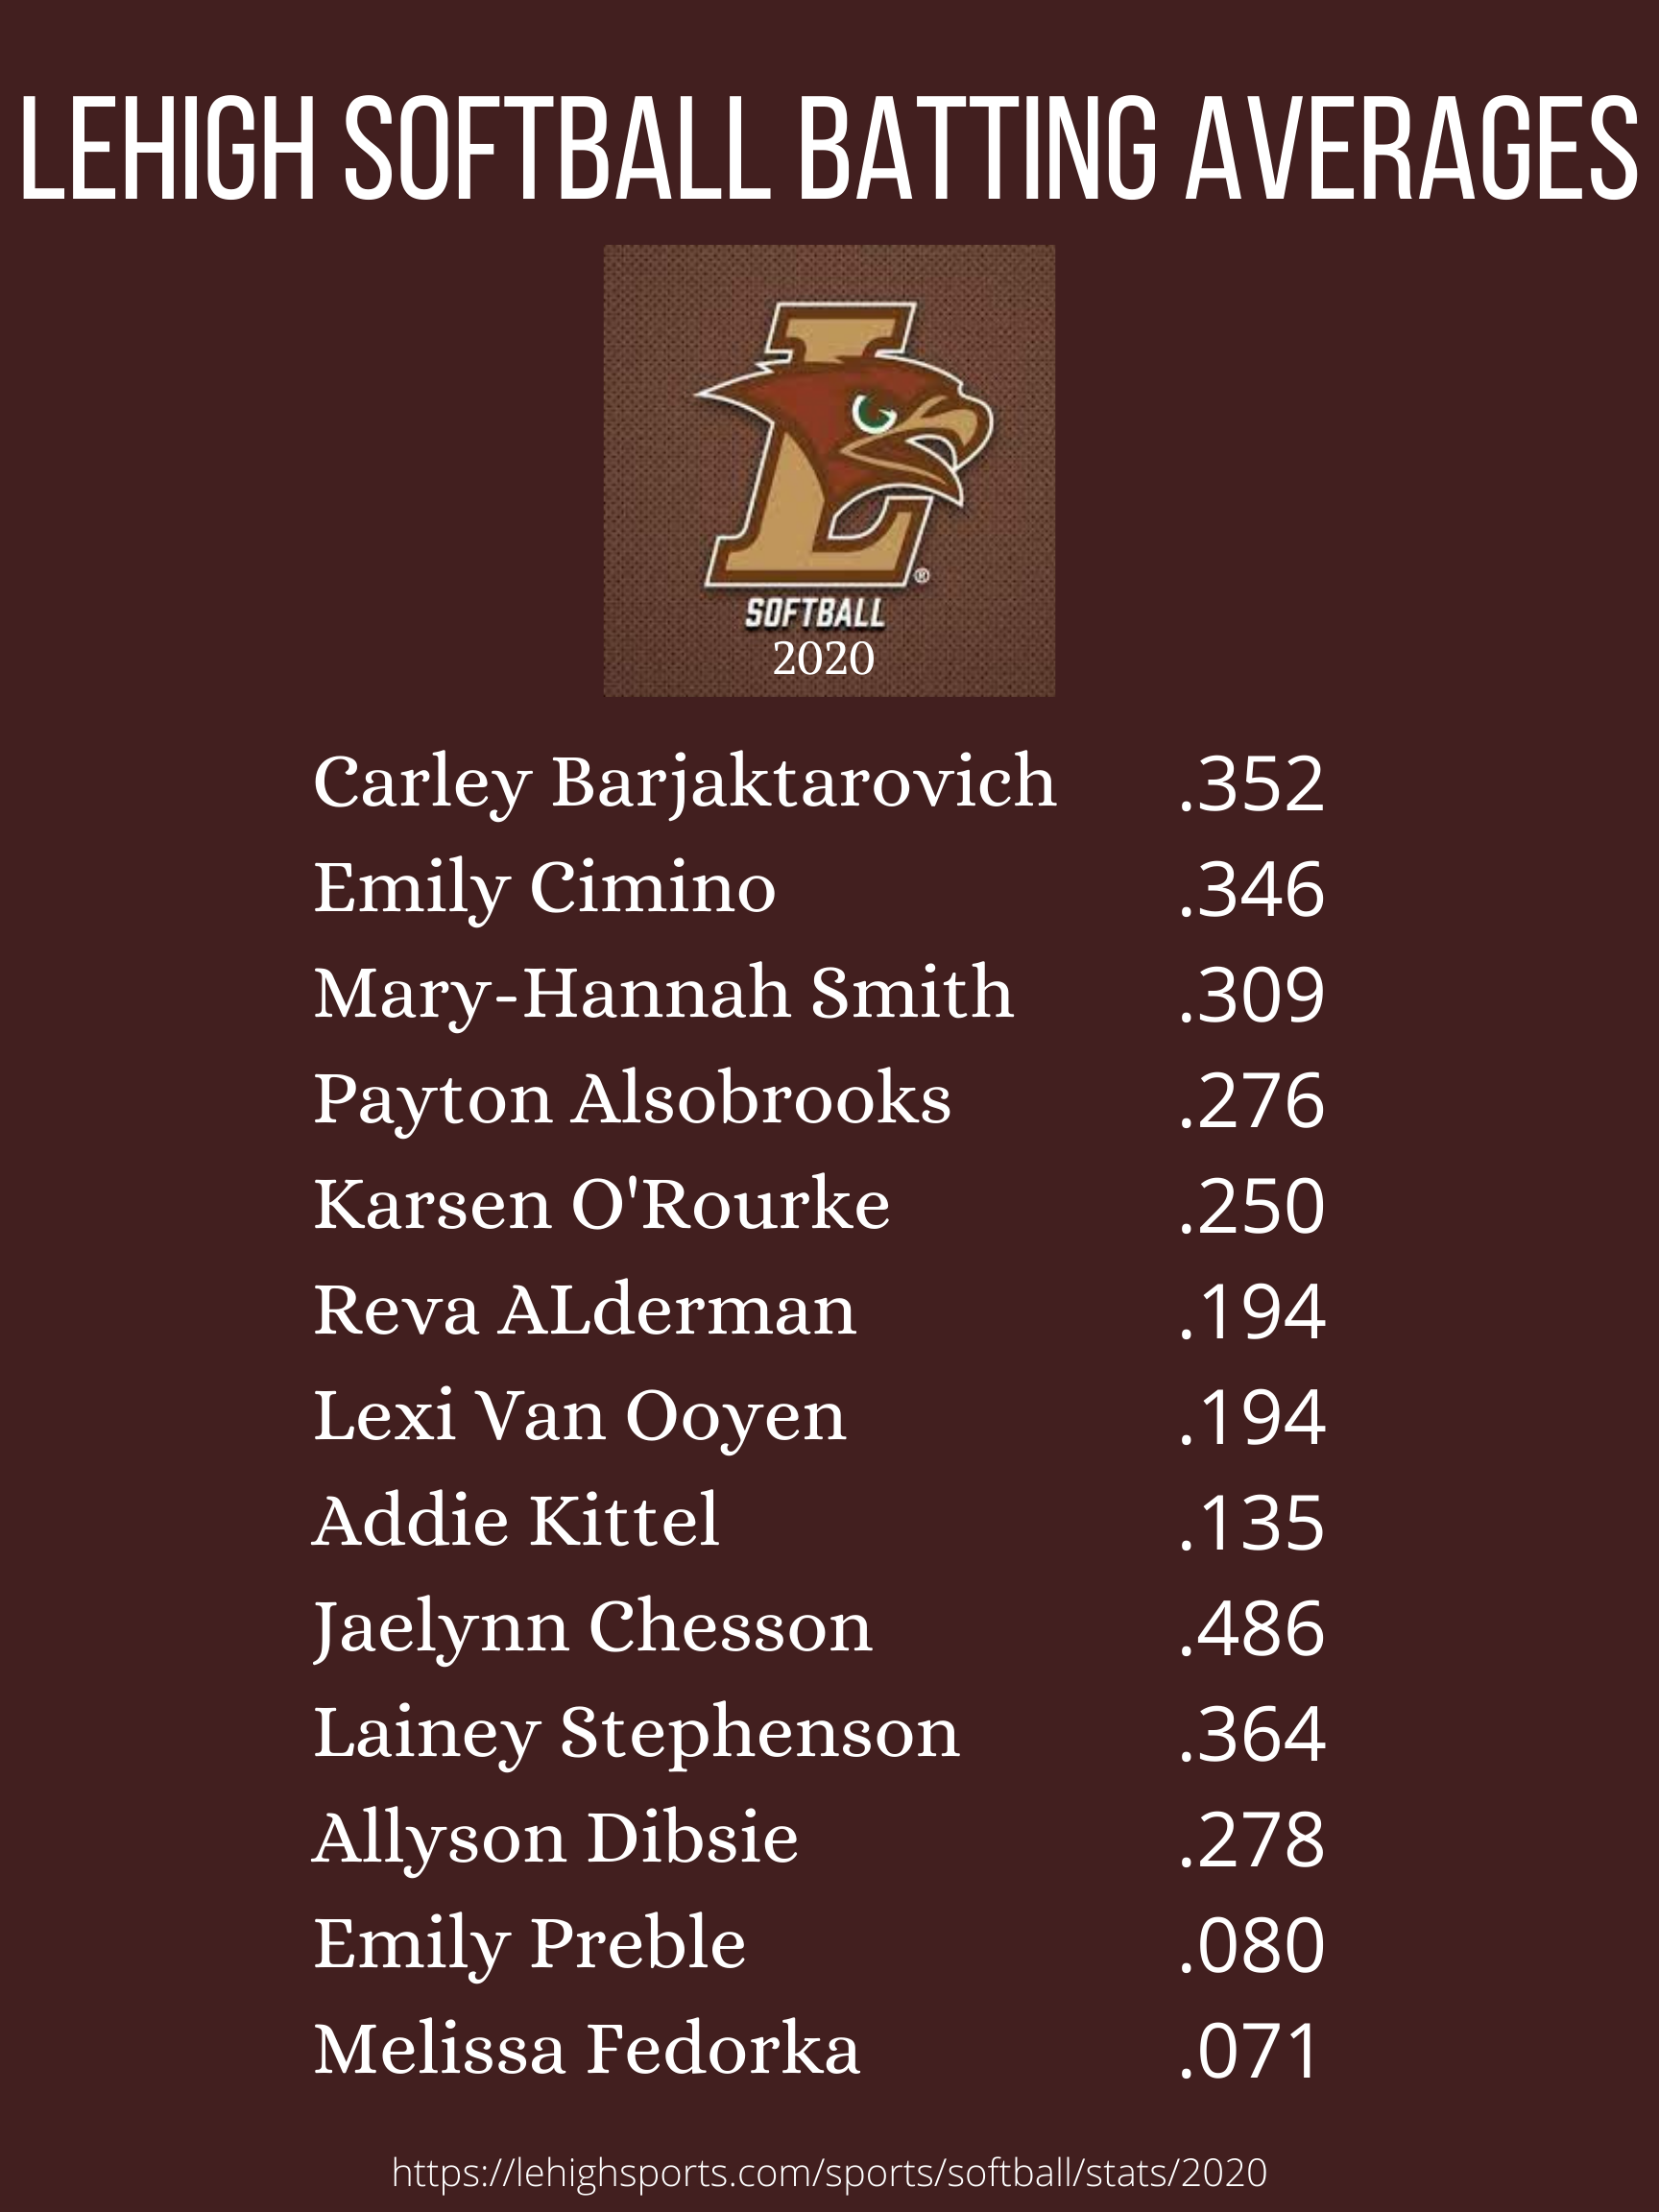 LEHIGH SOFTBALL BATTING AVERAGES
L
®
SOFTBALL
2020
Carley Barjaktarovich .352
Emily Cimino .346
Mary-Hannah Smith .309
Payton Alsobrooks .276
Karsen O'Rourke .250
Reva ALderman .194
Lexi Van Ooyen .194
Addie Kittel .135
Jaelynn Chesson .486
Lainey Stephenson .364
Allyson Dibsie .278
Emily Preble .080
Melissa Fedorka .071
https://lehighsports.com/sports/softball/stats/2020